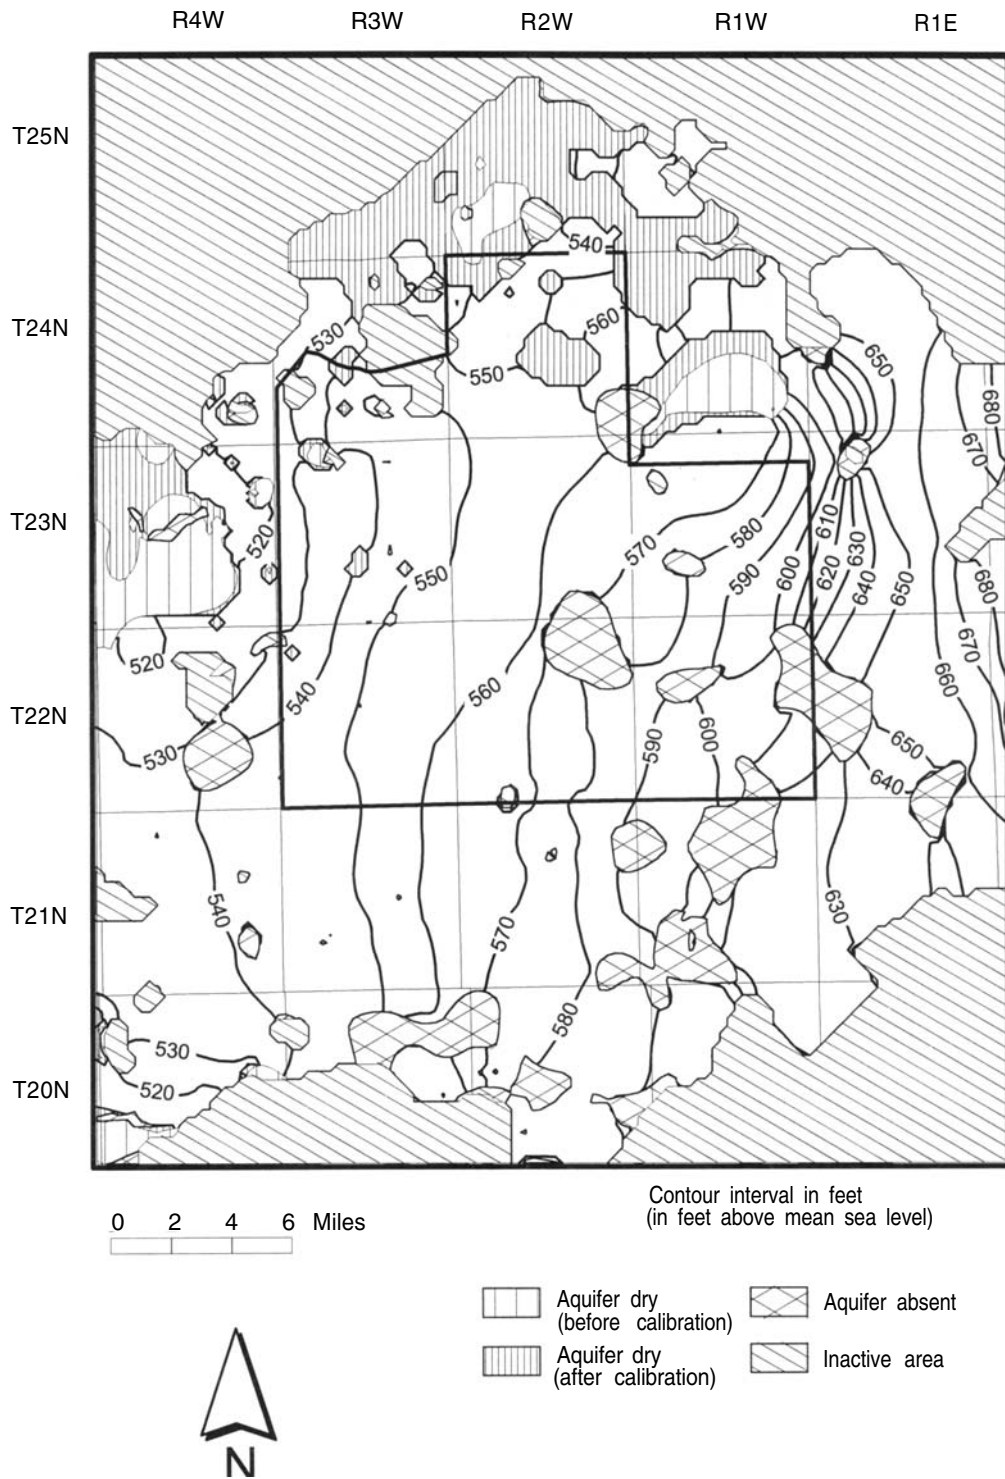 R4W R3W R2W R1W R1E
T25N
540
T24N
530
560
650
550
680
670
T23N
610
520
570
580
630
550
590
600
620
640
650
680
520
670
540
560
660
T22N
590
600
650
530
640
T21N
540
630
570
580
530
T20N
520
Contour interval in feet
(in feet above mean sea level)
0 2 4 6 Miles
Aquifer dry
(before calibration)
Aquifer absent
Aquifer dry
(after calibration)
Inactive area
N